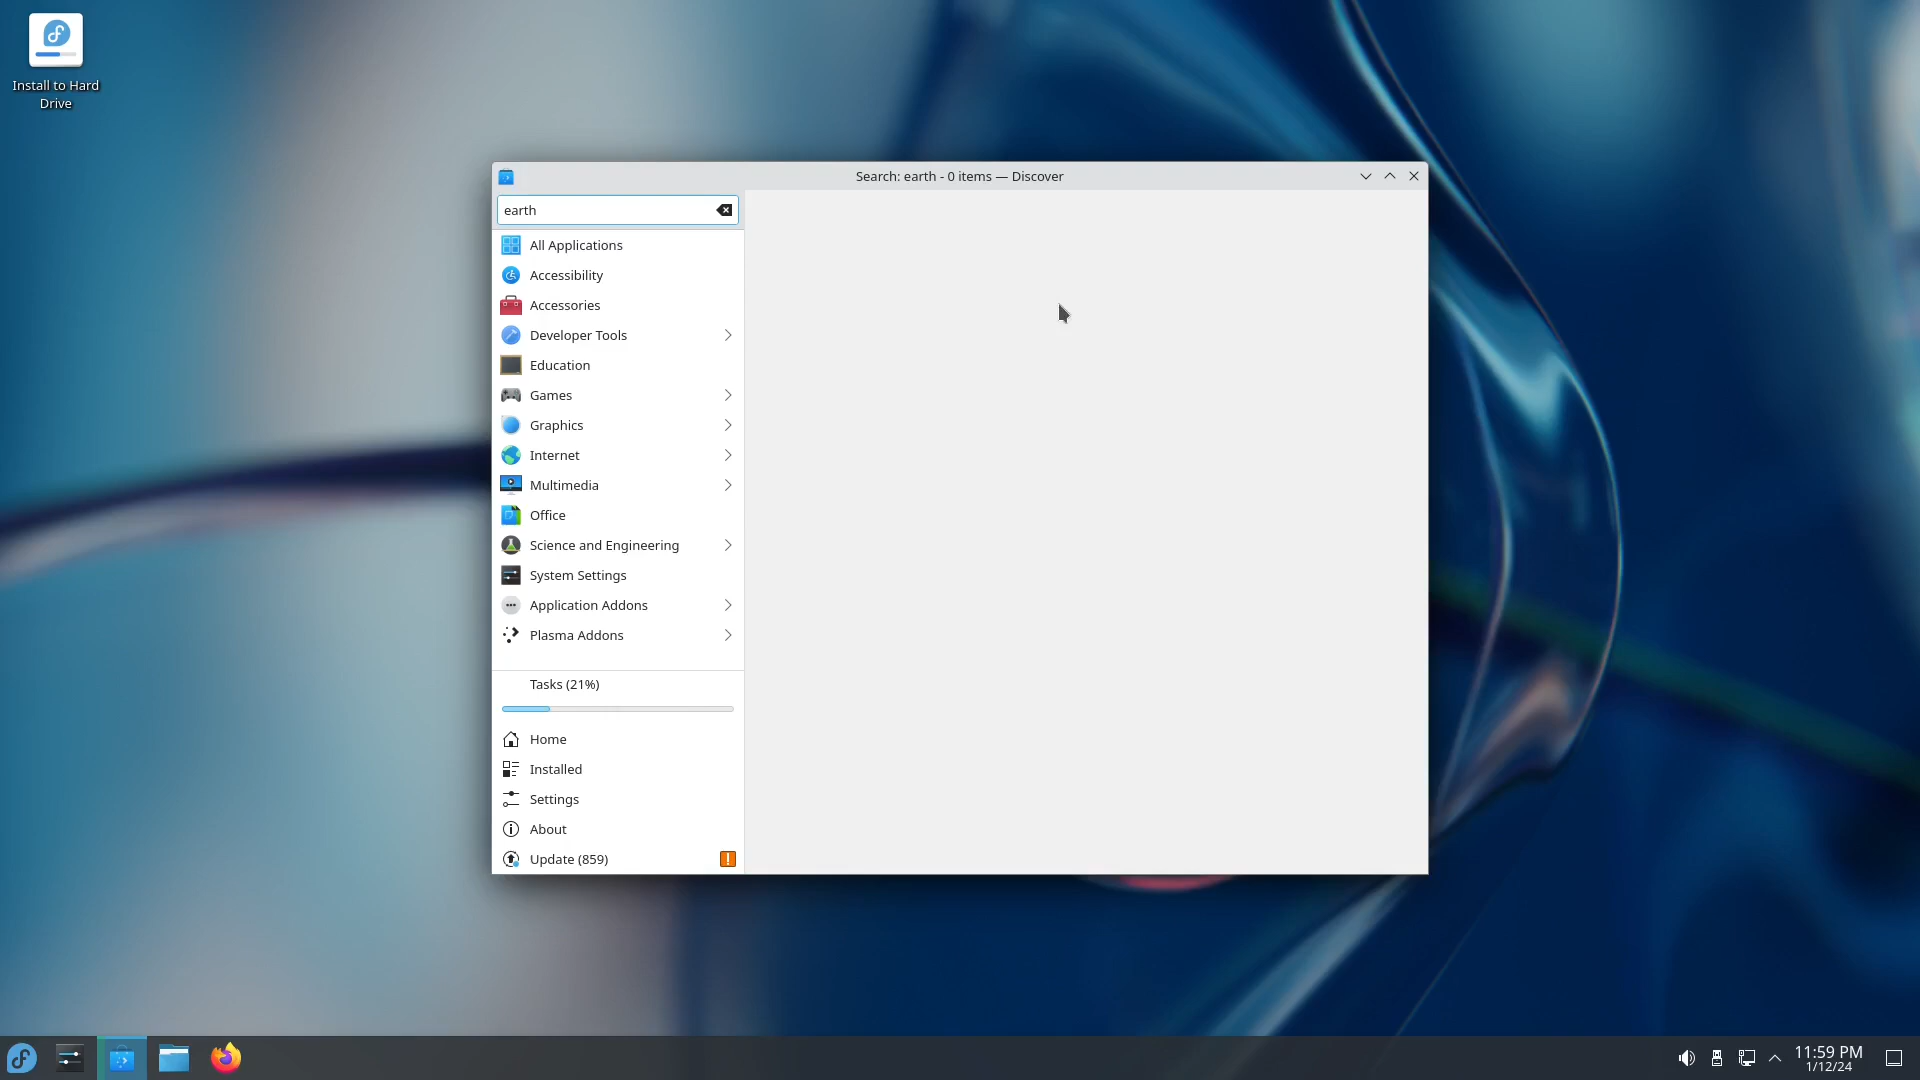 Install to Hard
Drive
Search: earth - 0 items — Discover
earth
All Applications
Accessibility
Accessories
Developer Tools
Education
Games
Graphics
Internet
Multimedia
Office
Science and Engineering
System Settings
Application Addons
Plasma Addons
Tasks (21%)
Home
Installed
Settings
About
Update (859)
11:59 PM
1/12/24